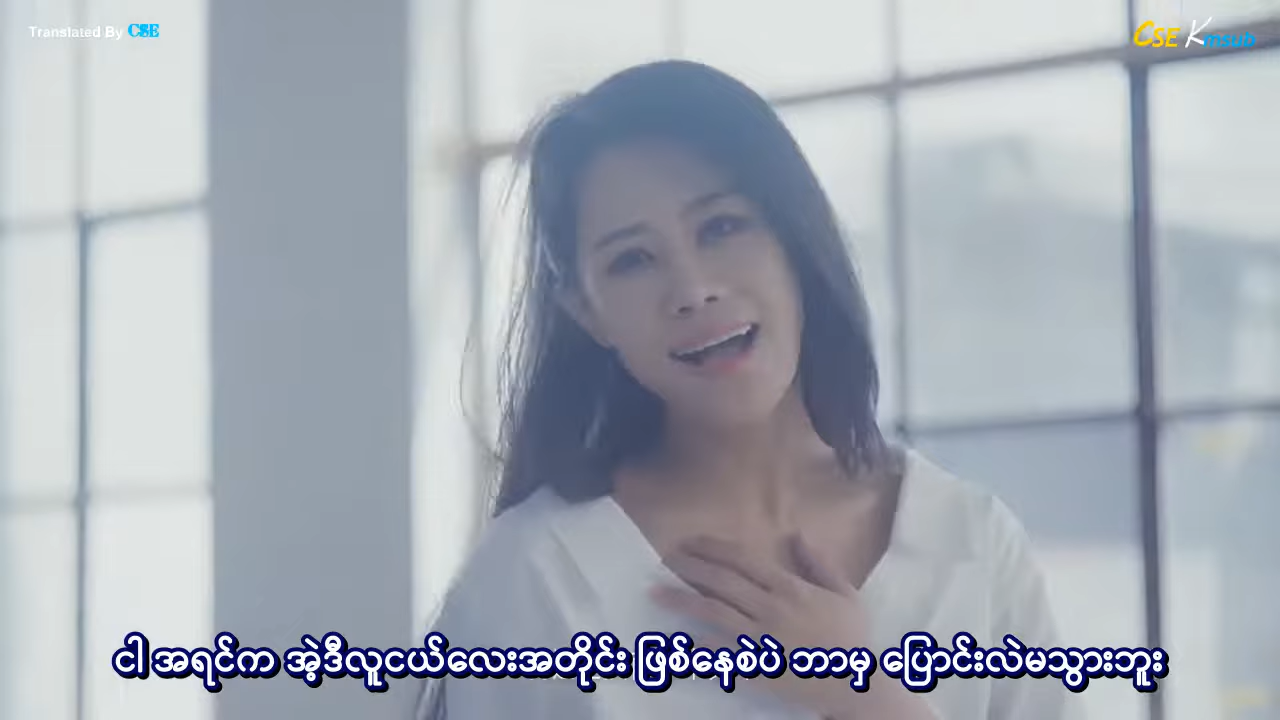 Translated By CSE
CSE Kmsub
ငါ အရင်က အဲ့ဒီလူငယ်လေးအတိုင်း ဖြစ်နေစဲပဲ ဘာမှ ပြောင်းလဲမသွားဘူး